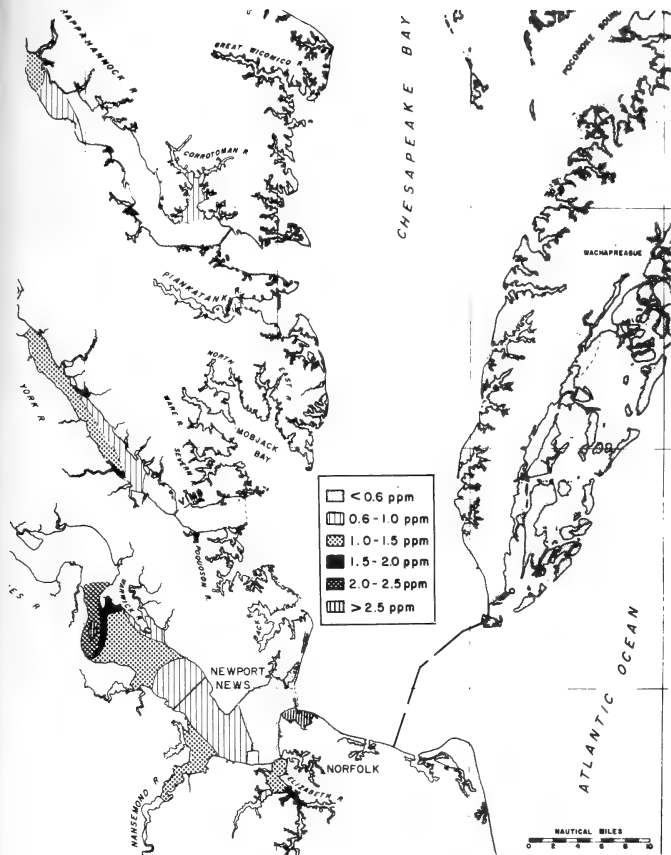 RAPPAHANNOCK R
GREAT WICOMICO R
CHESAPEAKE BAY
POCOMOKE SOUND
CORROTOMAN R
WACHAPREAGUE
PIANKATANK R
NORTH
EAST R
WARE R
YORK R
MOBJACK BAY
SEVERN
< 0.6 ppm
0.6 - 1.0 ppm
1.0 - 1.5 ppm
1.5 - 2.0 ppm
2.0 - 2.5 ppm
> 2.5 ppm
POQUOSON R
ES R
BACK
NEWPORT NEWS
ATLANTIC OCEAN
NORFOLK
ELIZABETH R
NANSEMOND R
NAUTICAL MILES
0 2 4 6 8 10